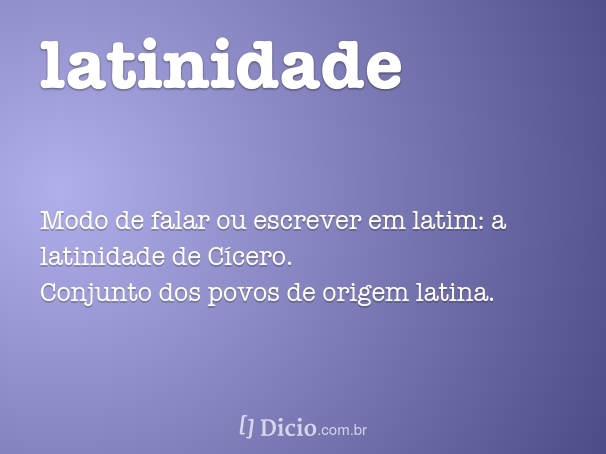 latinidade
Modo de falar ou escrever em latim: a
latinidade de Cícero.
Conjunto dos povos de origem latina.
[] Dicio.com.br